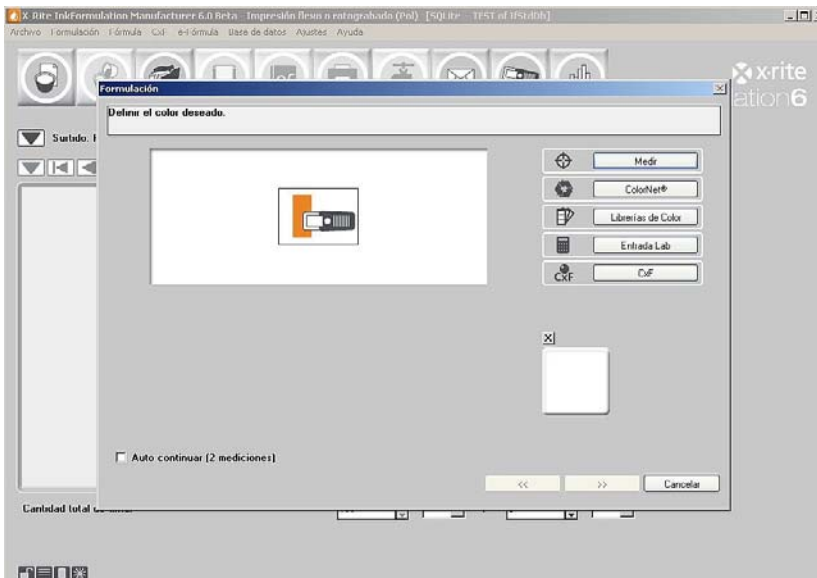 X-Rite InkFormulation Manufacturer 6.0 Beta - Impresión flexo o rotograbado (Pol) [SQLite - TEST of IfStdDb]
Archivo Formulación Fórmula CxF e-Fórmula Base de datos Ajustes Ayuda
x·rite
ation6
Formulación
Definir el color deseado.
Surtido:
Medir
ColorNet®
Librerías de Color
Entrada Lab
CxF
CxF
X
Auto continuar (2 mediciones)
<< >> Cancelar
Cantidad total